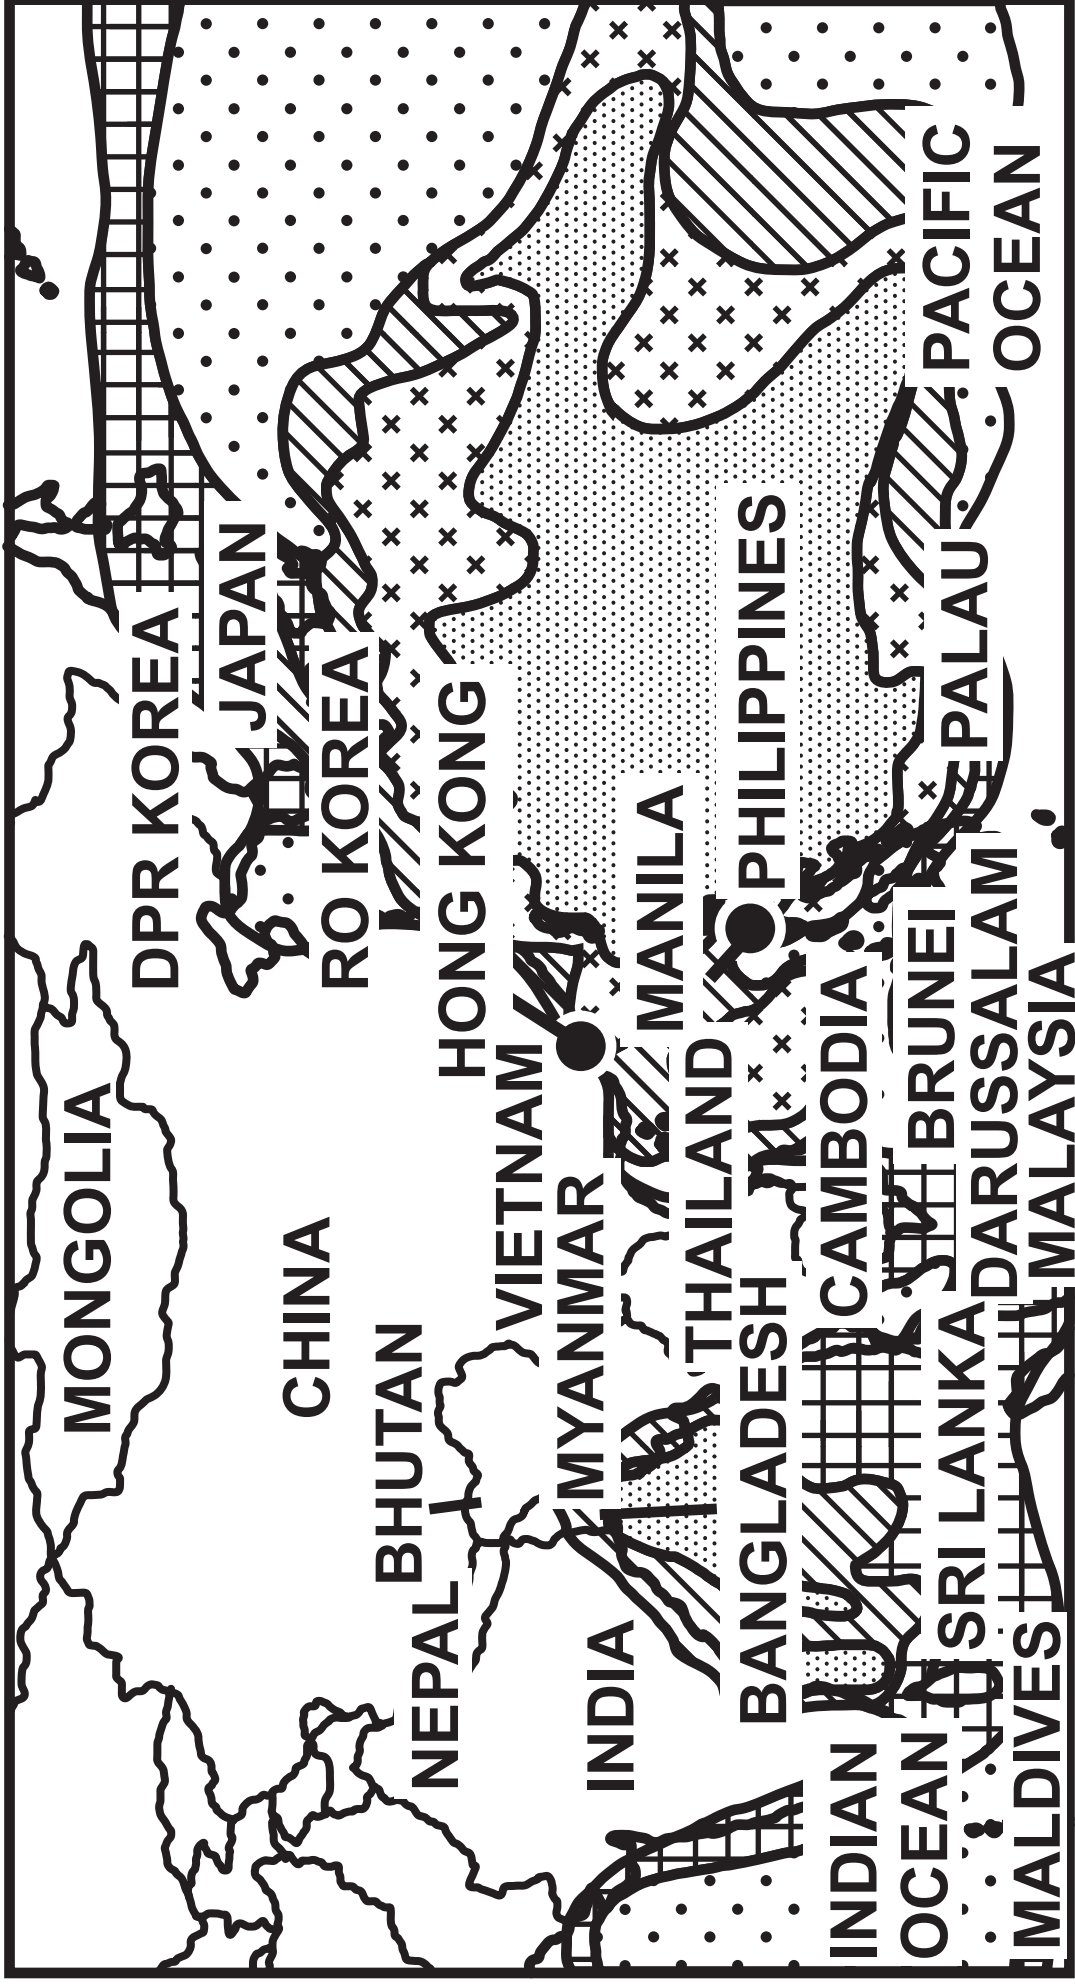 MONGOLIA
DPR KOREA
JAPAN
CHINA
RO KOREA
BHUTAN
NEPAL
HONG KONG
VIETNAM
MYANMAR
INDIA
MANILA
THAILAND
BANGLADESH
PHILIPPINES
CAMBODIA
INDIAN
OCEAN
BRUNEI
DARUSSALAM
PALAU
PACIFIC
OCEAN
SRI LANKA
MALDIVES
MALAYSIA